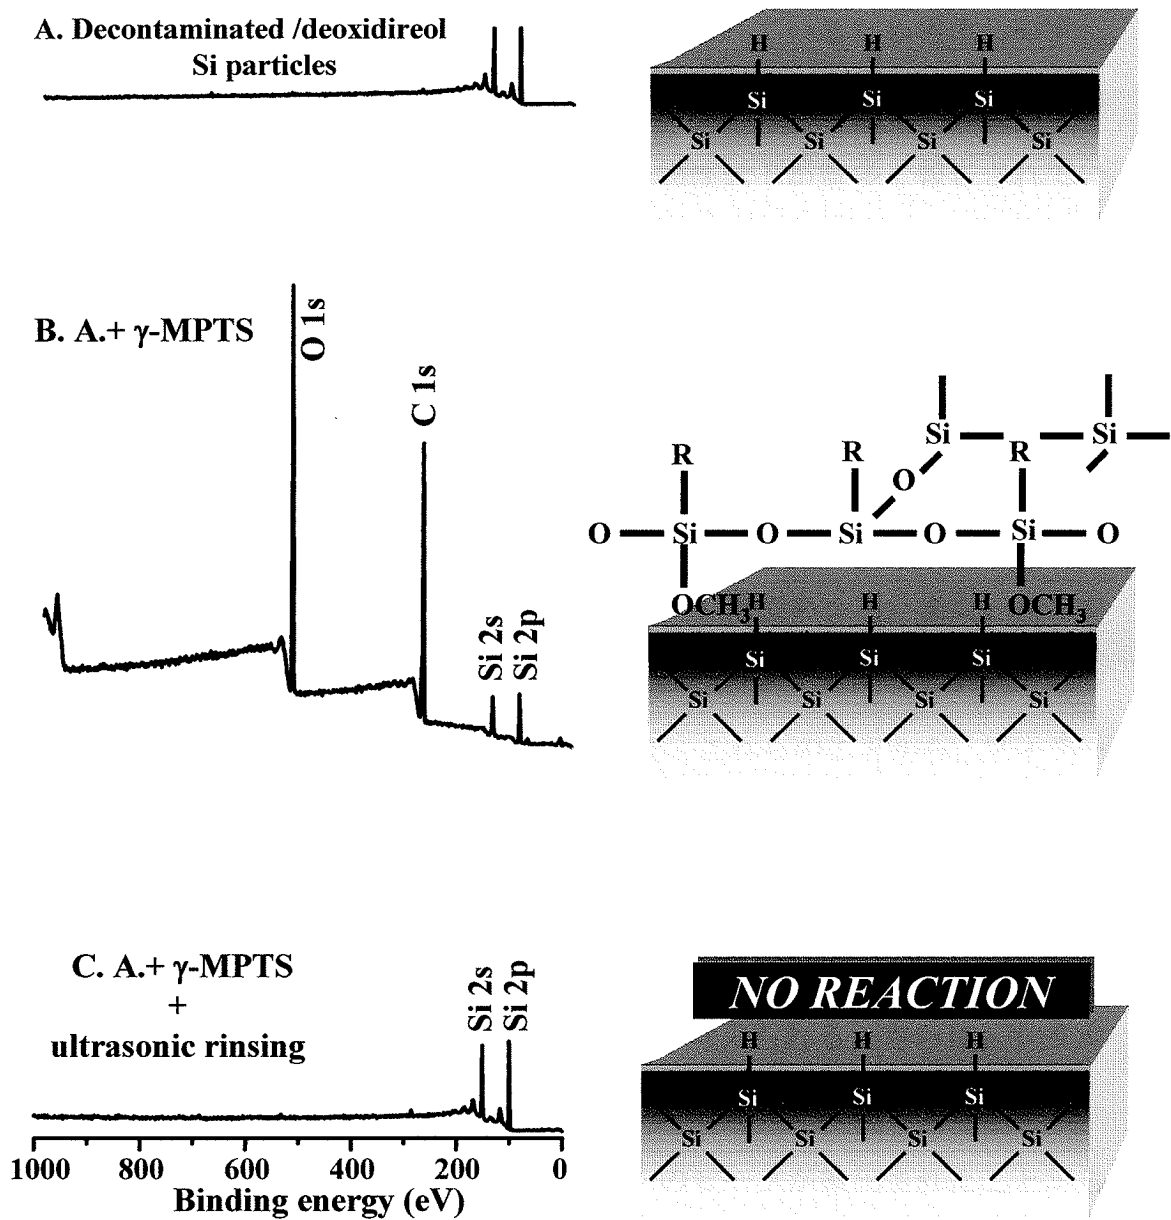 A. Decontaminated /deoxidireol
Si particles
H H H
Si Si Si
Si Si Si Si
B. A.+ γ-MPTS
O 1s
C 1s
Si 2s
Si 2p
Si Si
R R R
O
O Si O Si O Si O
OCH3 H H H OCH3
Si Si Si
Si Si Si Si
C. A.+ γ-MPTS
+
ultrasonic rinsing
Si 2s
Si 2p
NO REACTION
H H H
Si Si Si
Si Si Si Si
1000 800 600 400 200 0
Binding energy (eV)